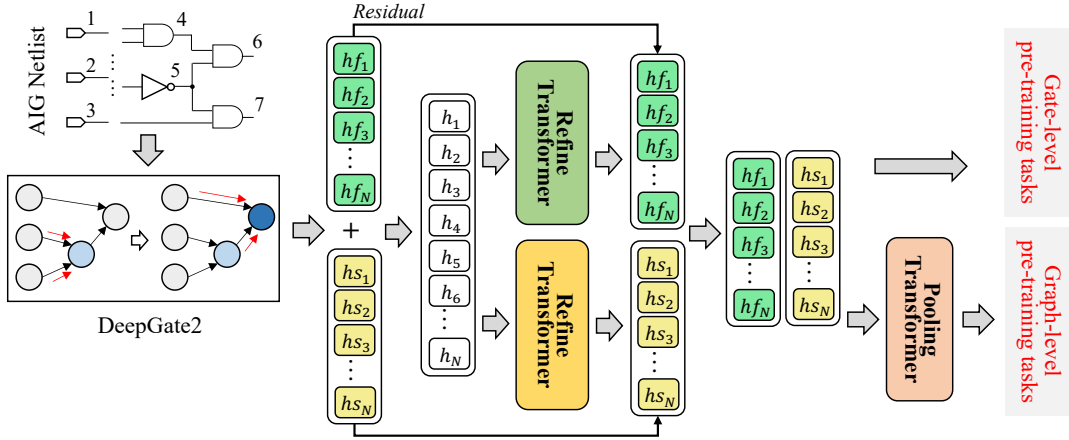 Residual
AIG Netlist
1
2
3
4
5
6
7
DeepGate2
hf1
hf2
hf3
hfN
+
hs1
hs2
hs3
hsN
h1
h2
h3
h4
h5
h6
hN
Refine
Transformer
Refine
Transformer
hf1
hf2
hf3
hfN
hs1
hs2
hs3
hsN
hf1
hf2
hf3
hfN
hs1
hs2
hs3
hsN
Pooling
Transformer
Gate-level
pre-training tasks
Graph-level
pre-training tasks